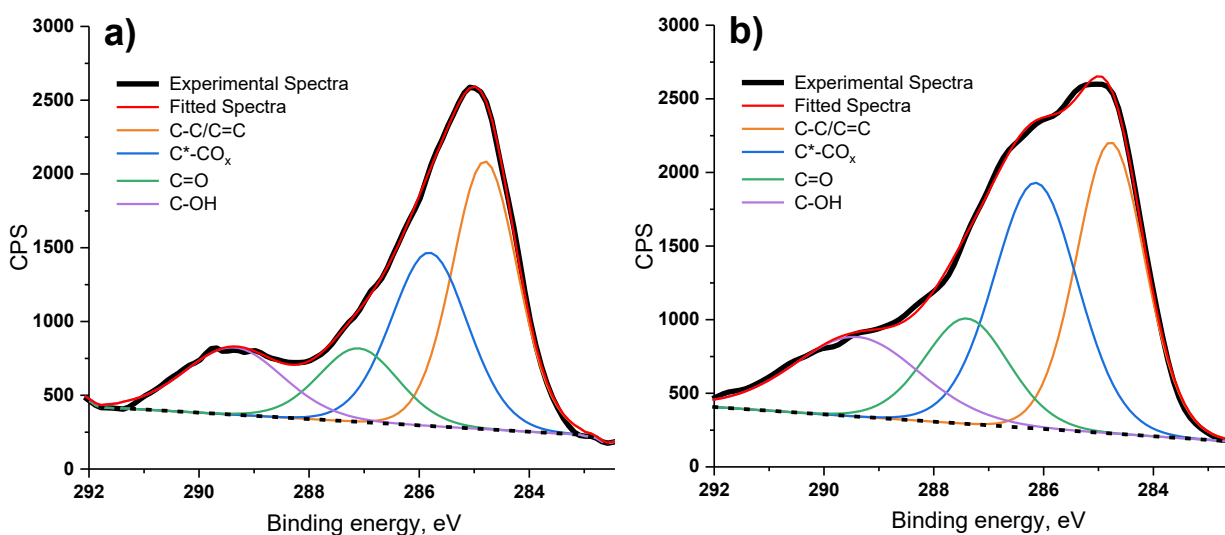 a)
3000
2500
2000
1500
1000
500
0
CPS
Experimental Spectra
Fitted Spectra
C-C/C=C
C*-COx
C=O
C-OH
292 290 288 286 284
Binding energy, eV
b)
3000
2500
2000
1500
1000
500
0
CPS
Experimental Spectra
Fitted Spectra
C-C/C=C
C*-COx
C=O
C-OH
292 290 288 286 284
Binding energy, eV